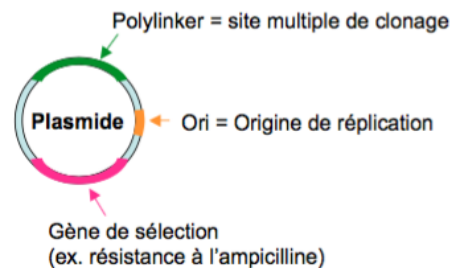 Polylinker = site multiple de clonage
Plasmide
Ori = Origine de réplication
Gène de sélection
(ex. résistance à l'ampicilline)